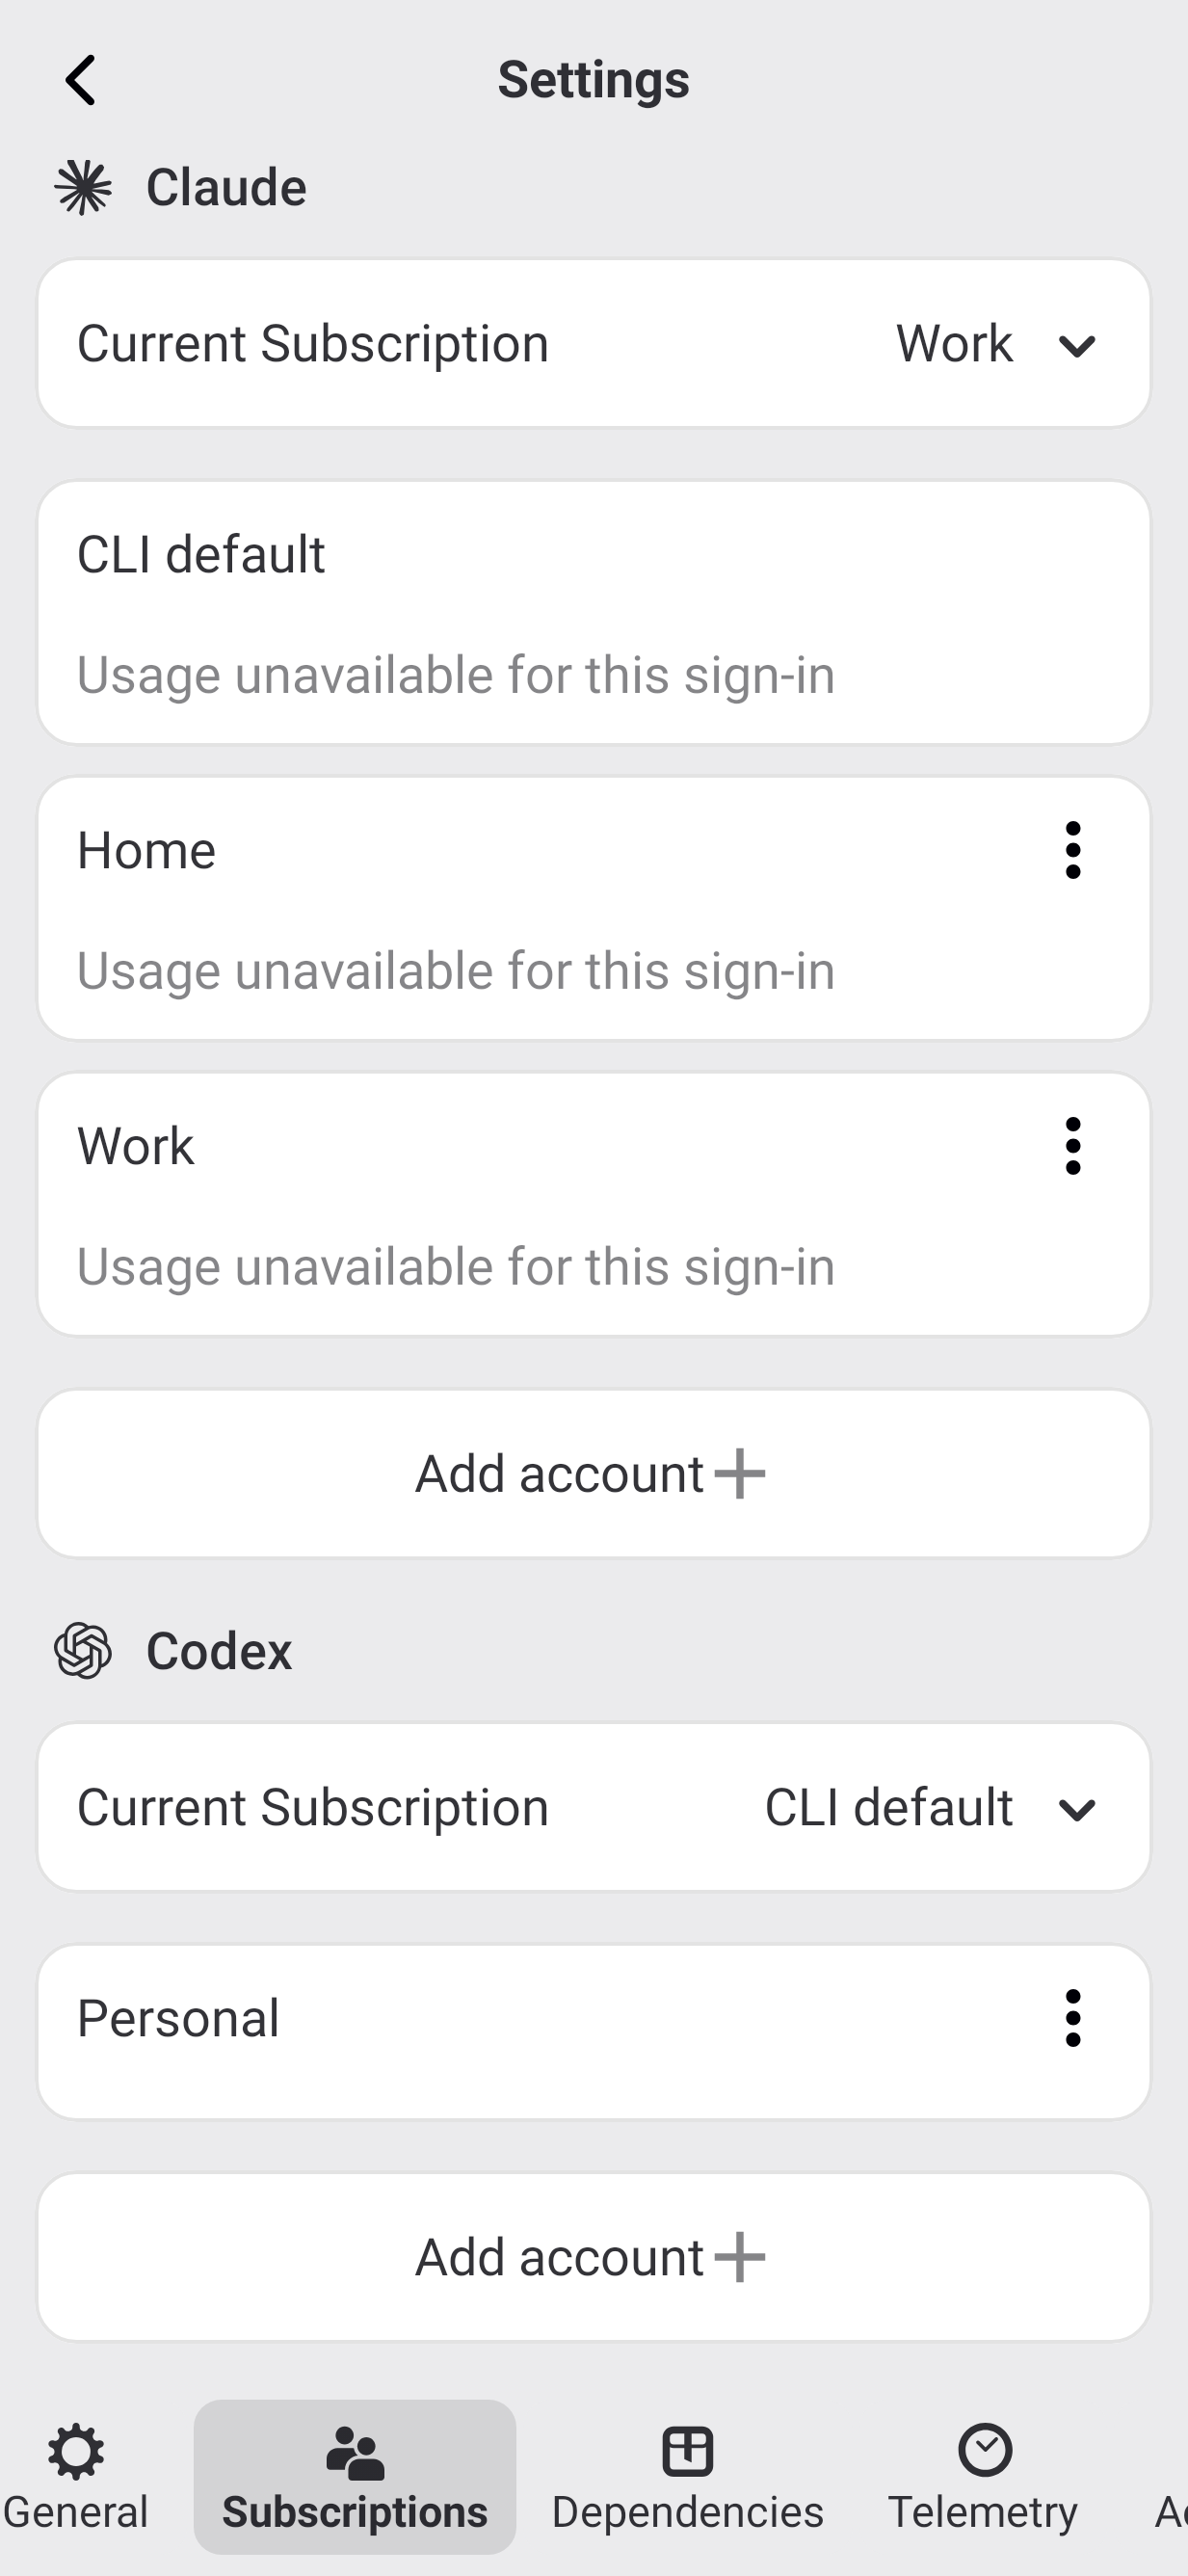 Settings
Claude
Current Subscription Work
CLI default
Usage unavailable for this sign-in
Home
Usage unavailable for this sign-in
Work
Usage unavailable for this sign-in
Add account
Codex
Current Subscription CLI default
Personal
Add account
General Subscriptions Dependencies Telemetry